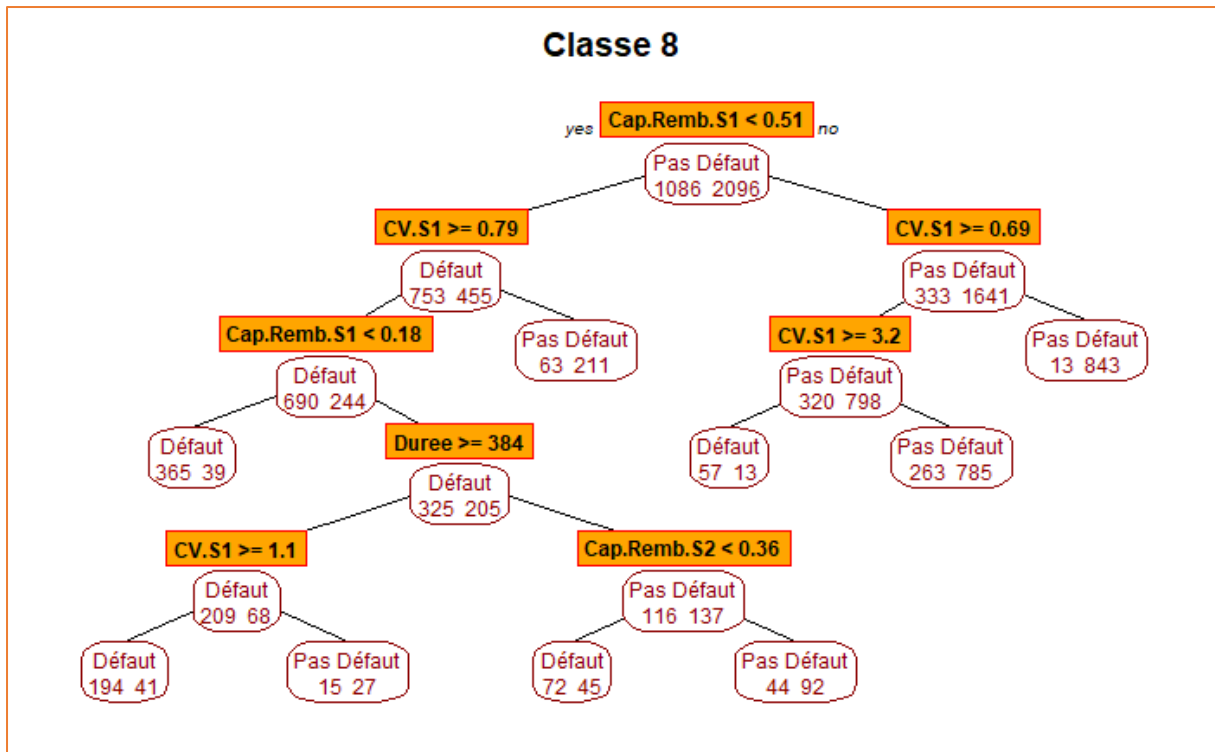 Classe 8
yes Cap.Remb.S1 < 0.51 no
Pas Défaut
1086 2096
CV.S1 >= 0.79
CV.S1 >= 0.69
Défaut
753 455
Pas Défaut
333 1641
Cap.Remb.S1 < 0.18
Pas Défaut
63 211
CV.S1 >= 3.2
Pas Défaut
13 843
Défaut
690 244
Pas Défaut
320 798
Défaut
365 39
Duree >= 384
Défaut
57 13
Pas Défaut
263 785
Défaut
325 205
CV.S1 >= 1.1
Cap.Remb.S2 < 0.36
Défaut
209 68
Pas Défaut
116 137
Défaut
194 41
Pas Défaut
15 27
Défaut
72 45
Pas Défaut
44 92